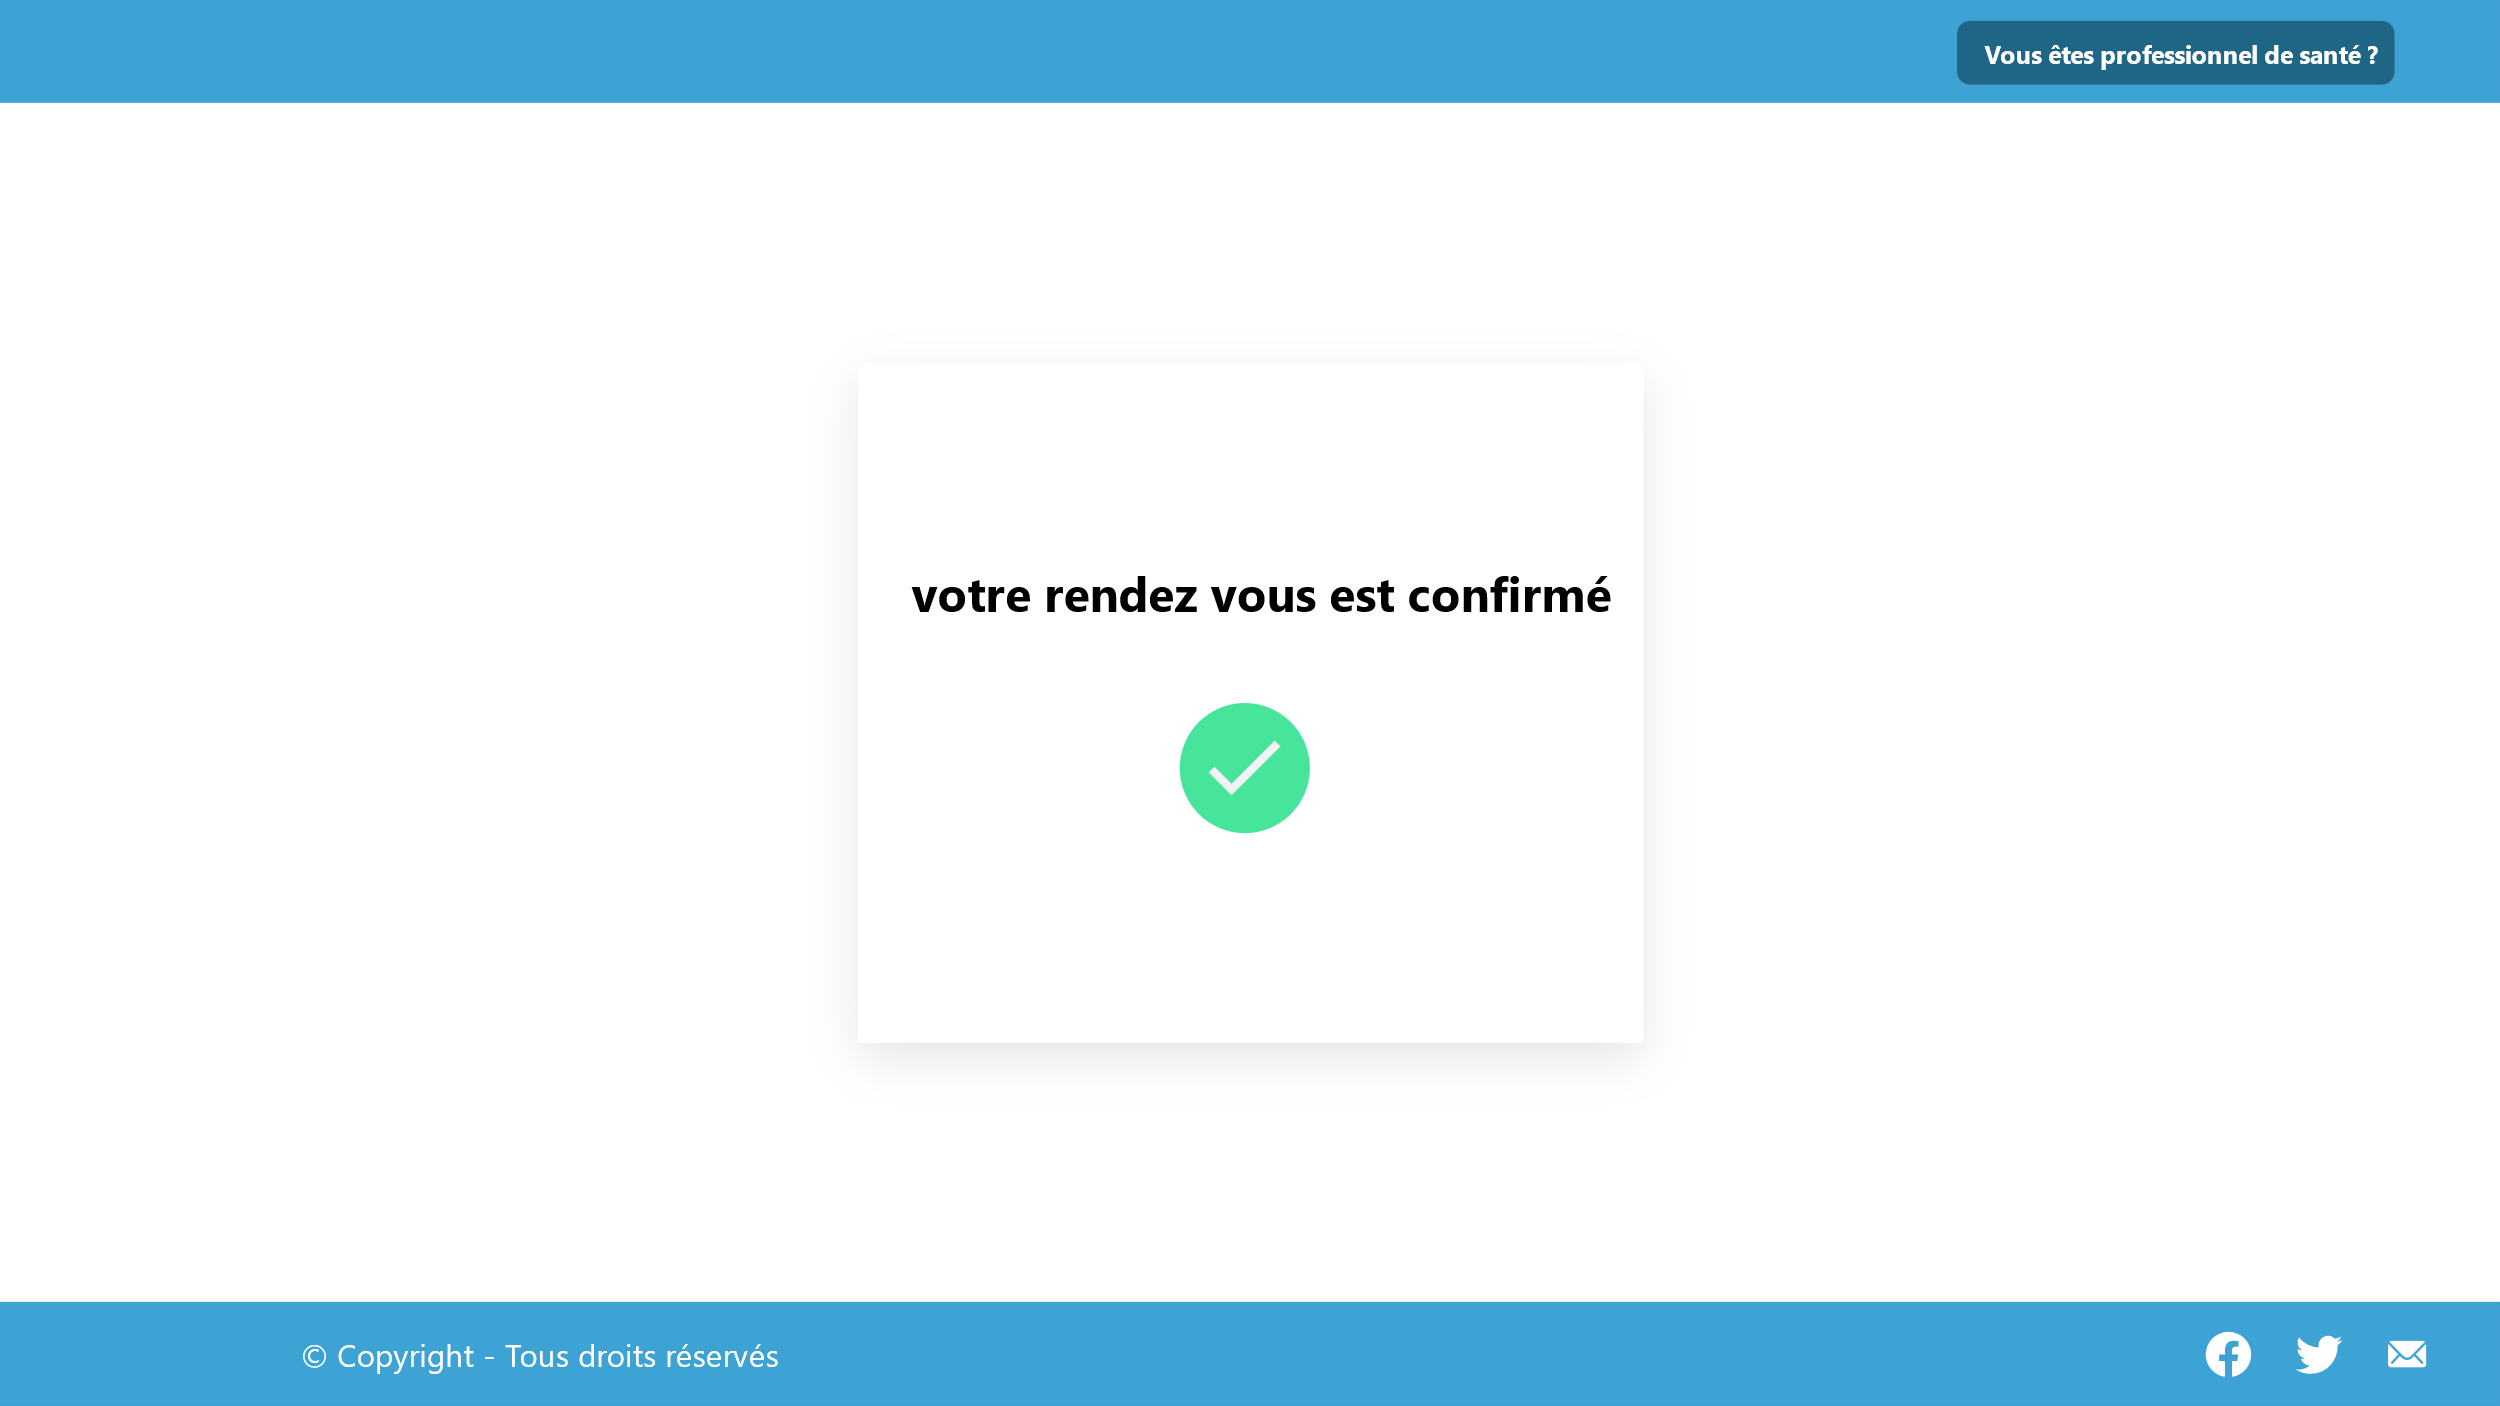 Vous êtes professionnel de santé ?
votre rendez vous est confirmé
© Copyright - Tous droits réservés